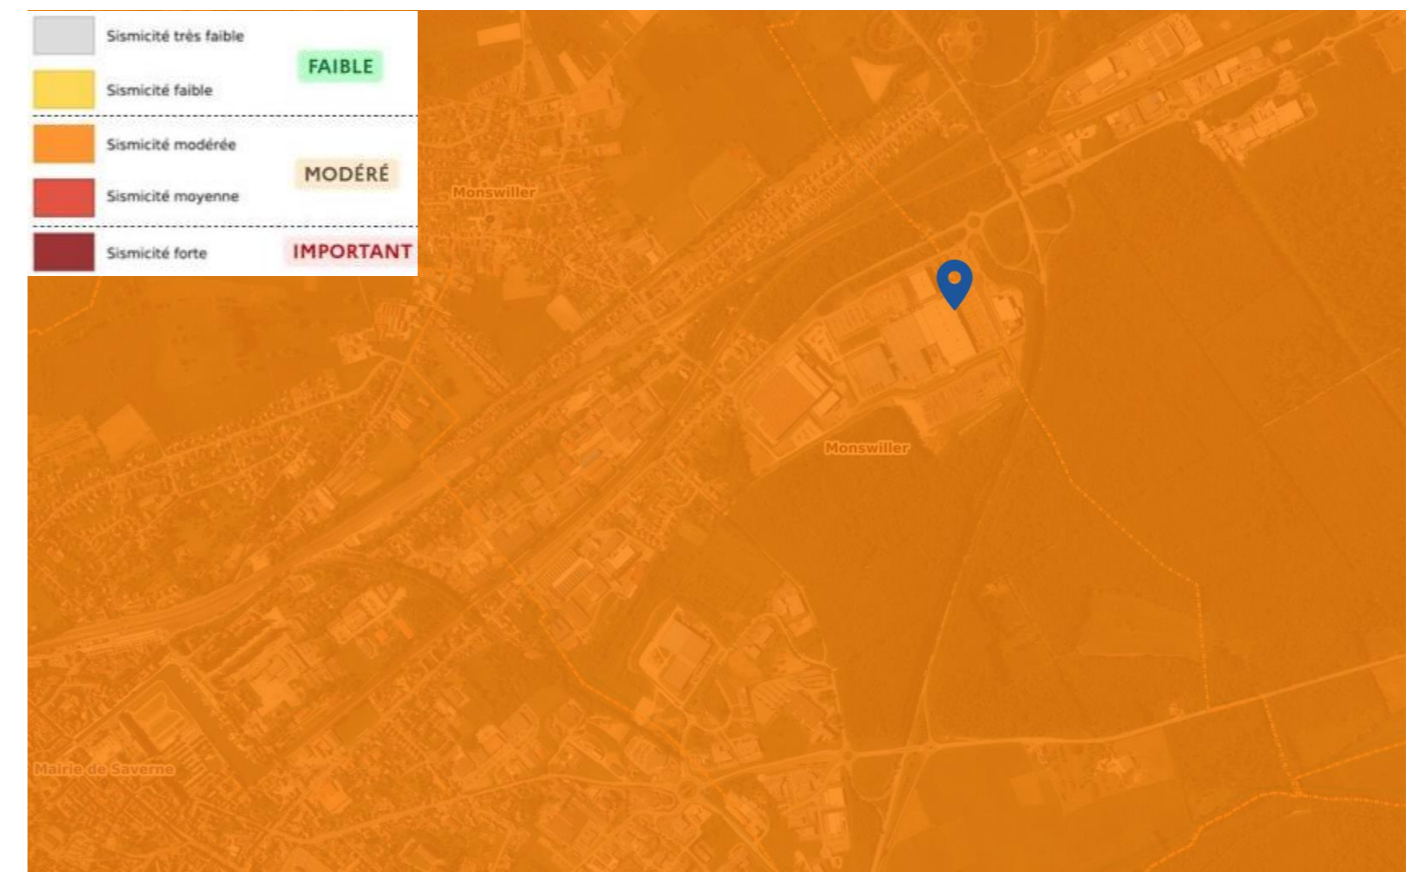 Sismicité très faible
FAIBLE
Sismicité faible
Sismicité modérée
MODÉRÉ
Sismicité moyenne
Sismicité forte
IMPORTANT
Monswiller
Monswiller
Mairie de Saverne